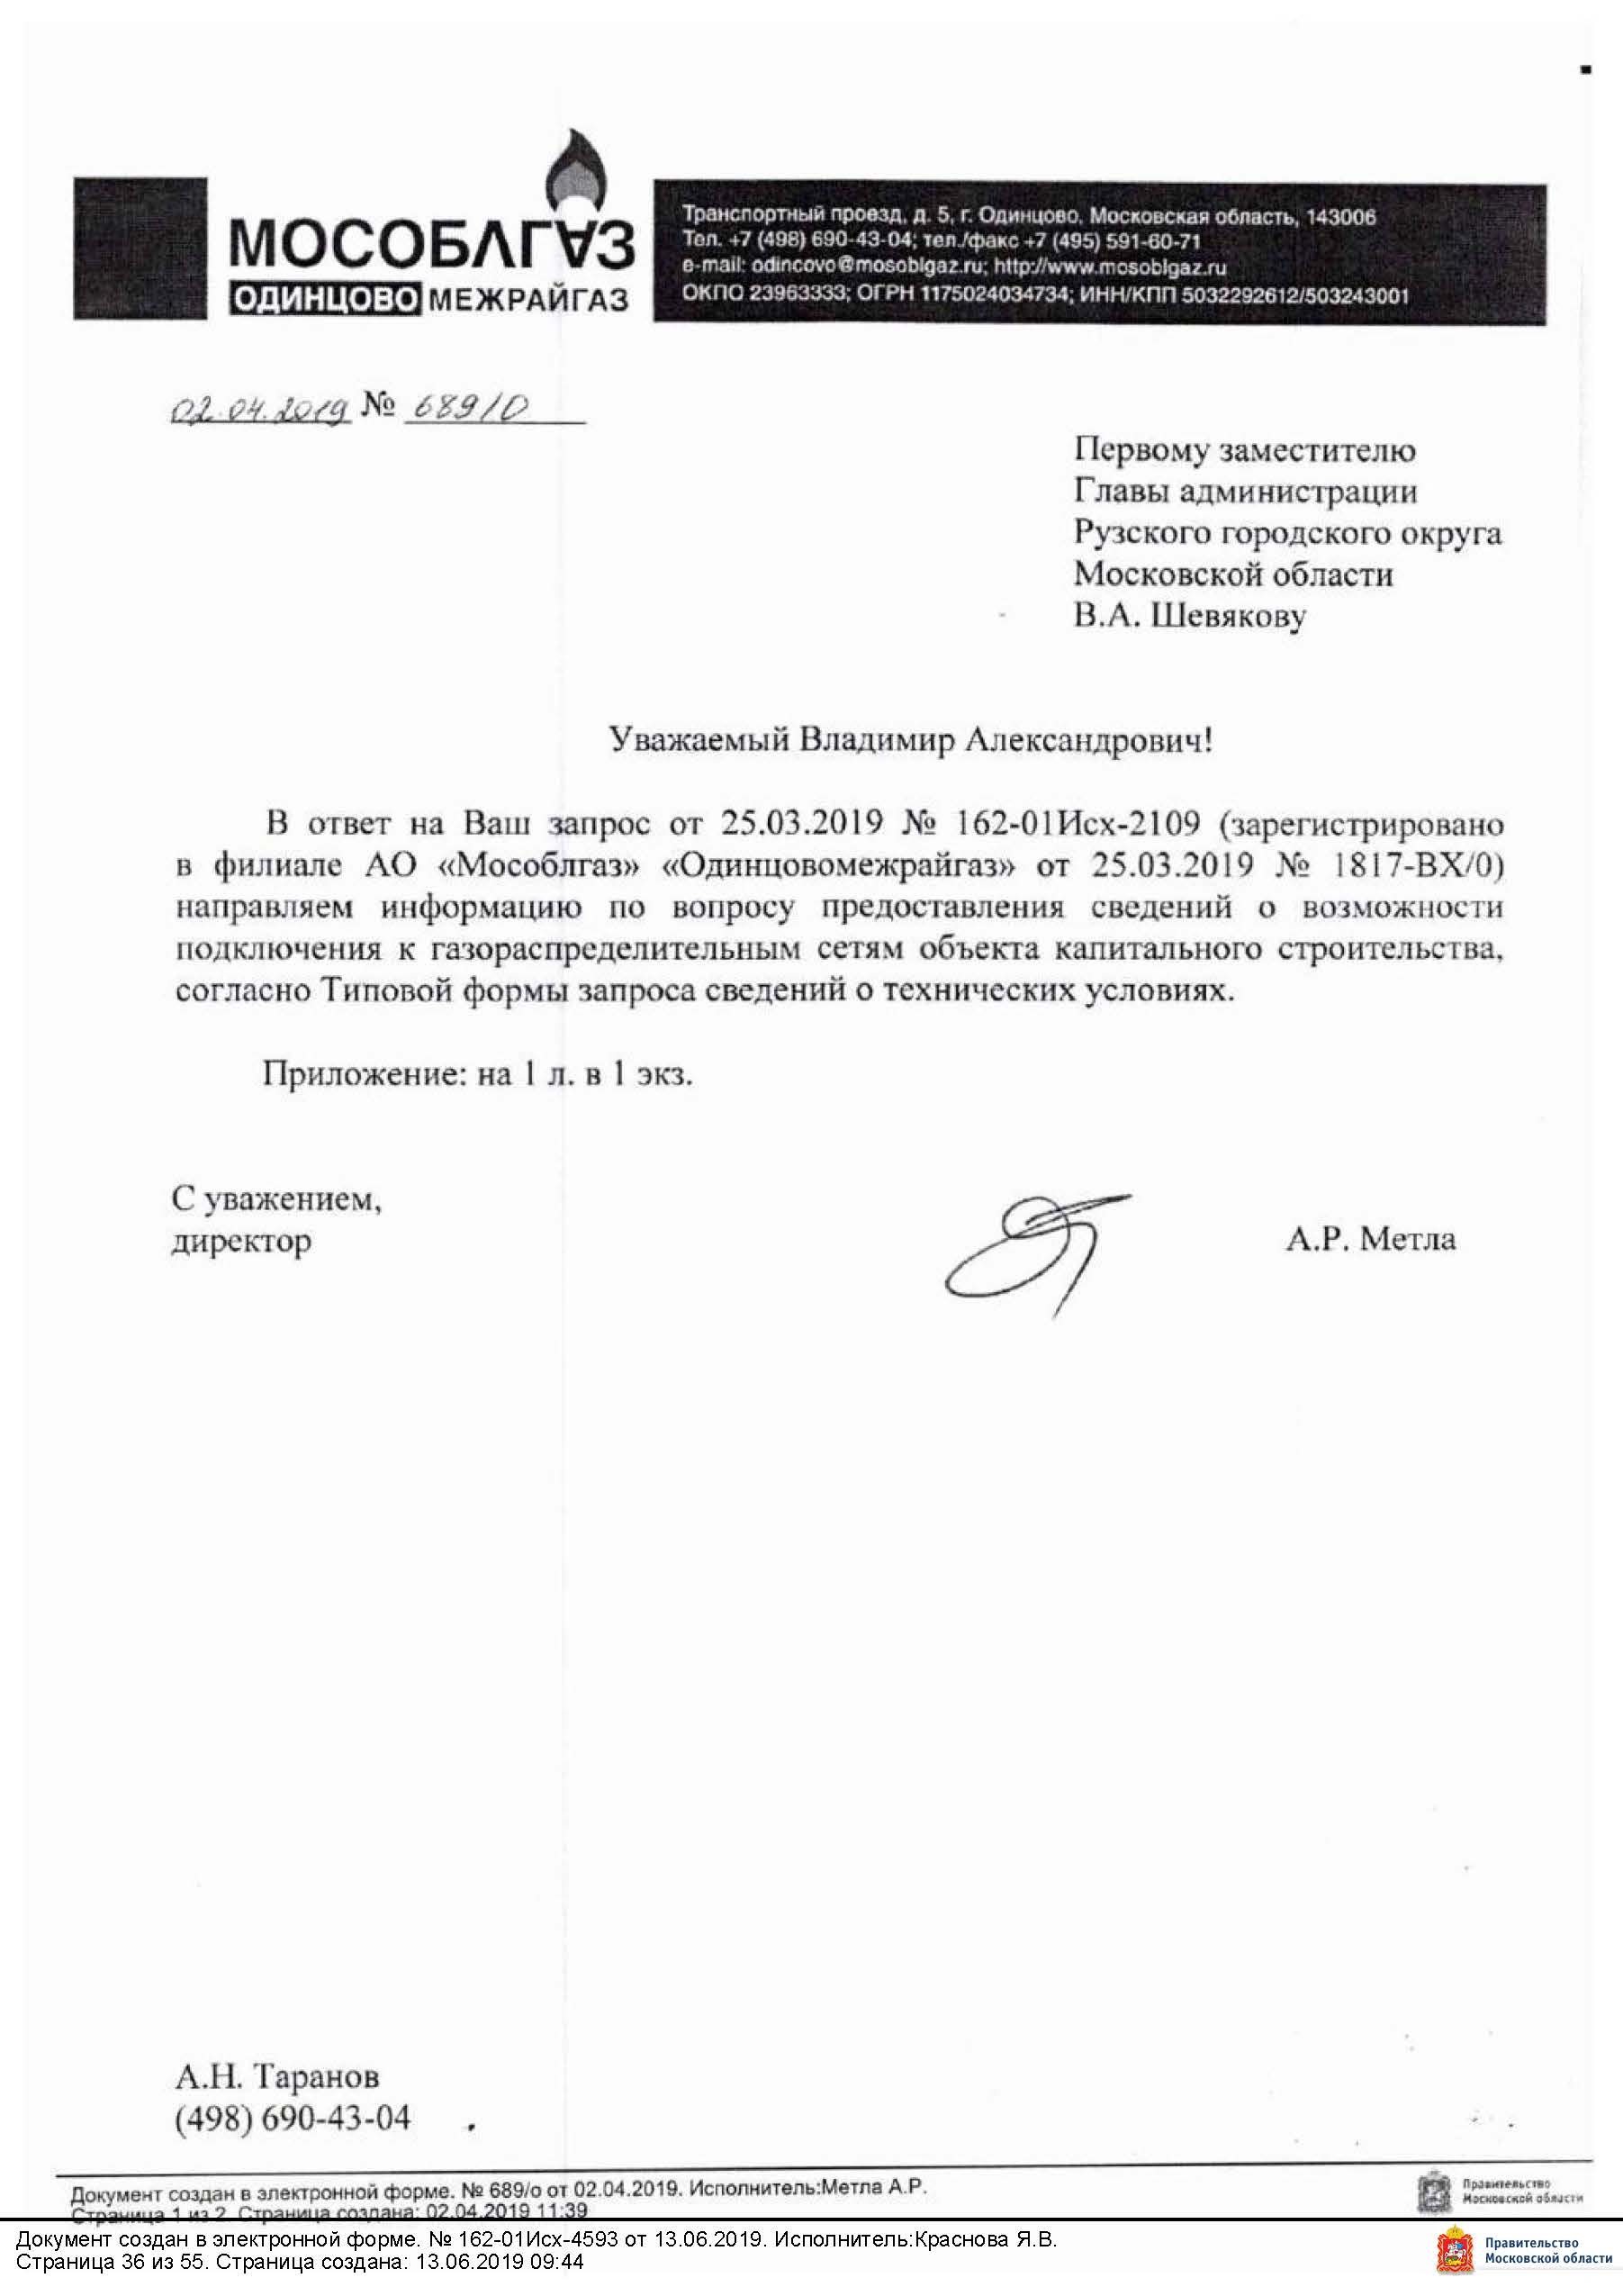 МОСОБЛГАЗ
ОДИНЦОВО МЕЖРАЙГАЗ
Транспортный проезд, д. 5, г. Одинцово, Московская область, 143006
Тел. +7 (498) 690-43-04; тел./факс +7 (495) 591-60-71
e-mail: odincovo@mosoblgaz.ru; http://www.mosoblgaz.ru
ОКПО 23963333; ОГРН 1175024034734; ИНН/КПП 5032292612/503243001
02.04.2019 № 689/О
Первому заместителю
Главы администрации
Рузского городского округа
Московской области
В.А. Шевякову
Уважаемый Владимир Александрович!
В ответ на Ваш запрос от 25.03.2019 № 162-01Исх-2109 (зарегистрировано
в филиале АО «Мособлгаз» «Одинцовомежрайгаз» от 25.03.2019 № 1817-ВХ/0)
направляем информацию по вопросу предоставления сведений о возможности
подключения к газораспределительным сетям объекта капитального строительства,
согласно Типовой формы запроса сведений о технических условиях.
Приложение: на 1 л. в 1 экз.
С уважением,
директор
А.Р. Метла
А.Н. Таранов
(498) 690-43-04
Документ создан в электронной форме. № 689/о от 02.04.2019. Исполнитель:Метла А.Р.
Страница 1 из 2. Страница создана: 02.04.2019 11:39
Правительство
Московской области
Документ создан в электронной форме. № 162-01Исх-4593 от 13.06.2019. Исполнитель:Краснова Я.В.
Страница 36 из 55. Страница создана: 13.06.2019 09:44
Правительство
Московской области